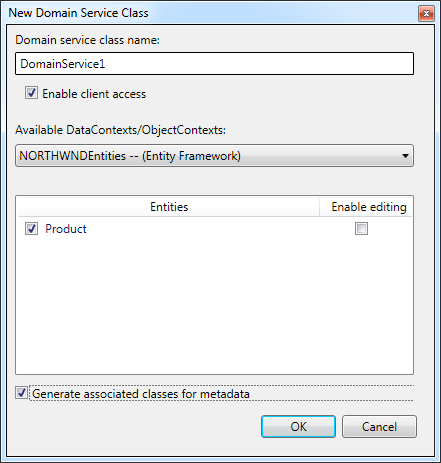 New Domain Service Class
Domain service class name:
DomainService1
Enable client access
Available DataContexts/ObjectContexts:
NORTHWNDEntities -- (Entity Framework)
Entities Enable editing
Product
Generate associated classes for metadata
OK Cancel